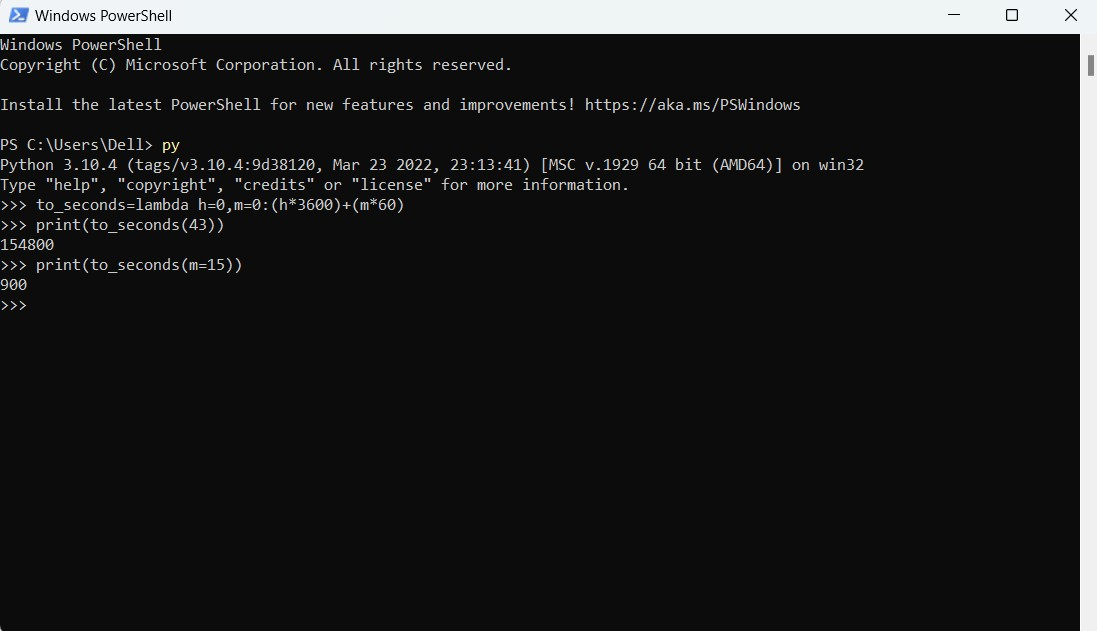 Windows PowerShell
Windows PowerShell
Copyright (C) Microsoft Corporation. All rights reserved.
Install the latest PowerShell for new features and improvements! https://aka.ms/PSWindows
PS C:\Users\Dell> py
Python 3.10.4 (tags/v3.10.4:9d38120, Mar 23 2022, 23:13:41) [MSC v.1929 64 bit (AMD64)] on win32
Type "help", "copyright", "credits" or "license" for more information.
>>> to_seconds=lambda h=0,m=0:(h*3600)+(m*60)
>>> print(to_seconds(43))
154800
>>> print(to_seconds(m=15))
900
>>>